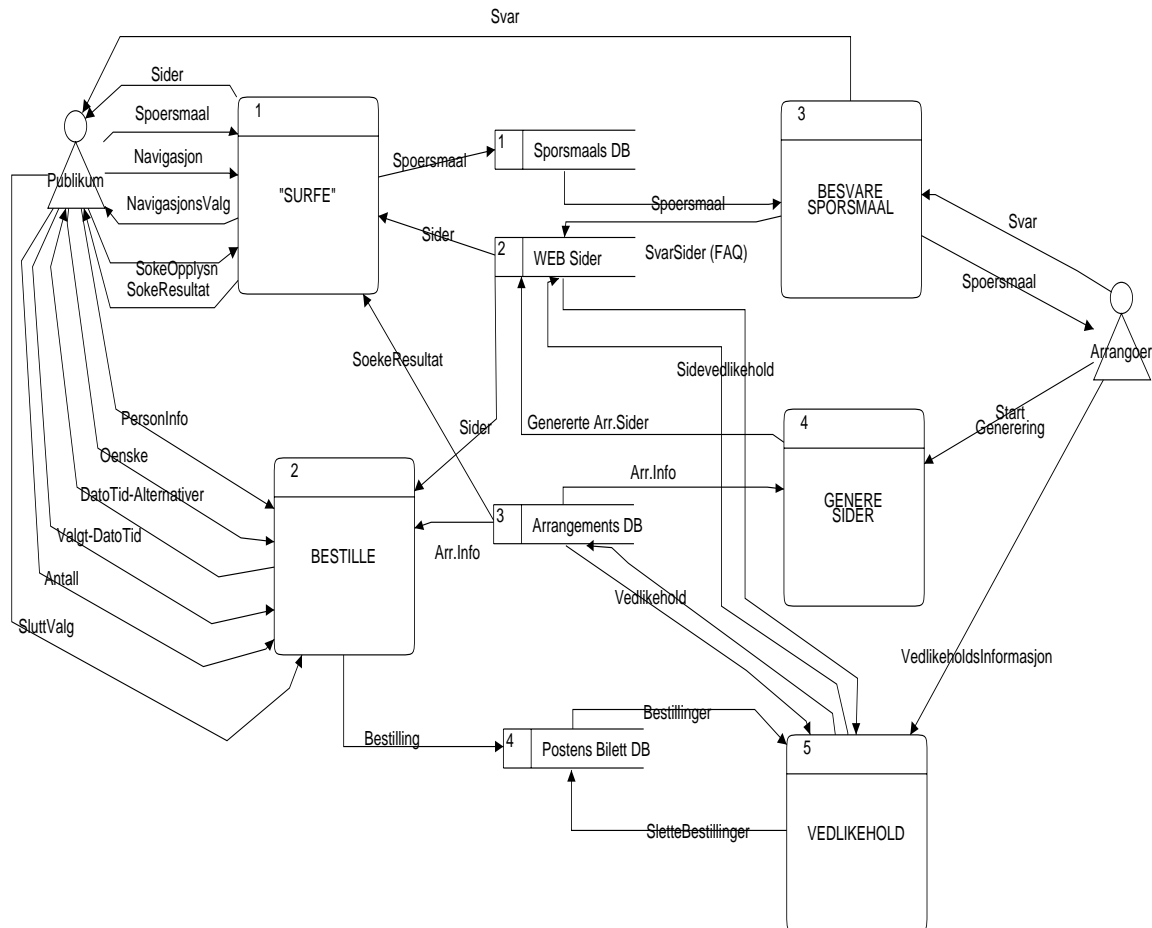 Svar
Sider
1
Spoersmaal
Navigasjon
Publikum
NavigasjonsValg
"SURFE"
SokeOpplysn
SokeResultat
Spoersmaal
1 Sporsmaals DB
Spoersmaal
Sider
2 WEB Sider
SvarSider (FAQ)
3
BESVARE
SPORSMAAL
Svar
Spoersmaal
Arrangoer
SoekeResultat
Sidevedlikehold
Start
Generering
PersonInfo
Sider
Genererte Arr.Sider
4
GENERE
SIDER
Oenske
2
BESTILLE
DatoTid-Alternativer
Arr.Info
3 Arrangements DB
Arr.Info
Valgt-DatoTid
Antall
Vedlikehold
SluttValg
VedlikeholdsInformasjon
Bestilling
4 Postens Bilett DB
Bestillinger
5
VEDLIKEHOLD
SletteBestillinger